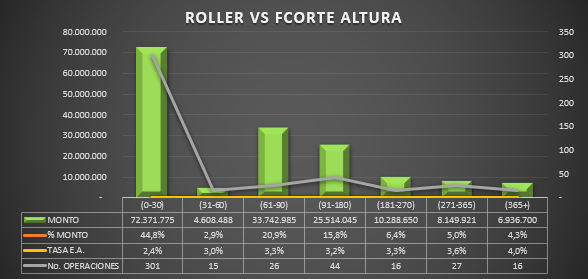 ROLLER VS FCORTE ALTURA
80.000.000 350
70.000.000 300
60.000.000 250
50.000.000 200
40.000.000 150
30.000.000 100
20.000.000 50
10.000.000 -
-
(0-30) (31-60) (61-90) (91-180) (181-270) (271-365) (365+)
MONTO 72.371.775 4.608.488 33.742.985 25.514.045 10.288.650 8.149.921 6.936.700
% MONTO 44,8% 2,9% 20,9% 15,8% 6,4% 5,0% 4,3%
TASA E.A. 2,4% 3,0% 3,3% 3,2% 3,3% 3,6% 4,0%
No. OPERACIONES 301 15 26 44 16 27 16